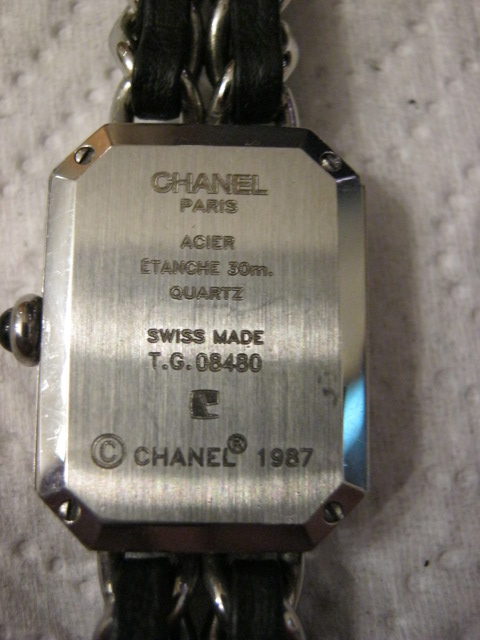 CHANEL
PARIS
ACIER
ÉTANCHE 30m.
QUARTZ
SWISS MADE
T.G. 08480
© CHANEL® 1987